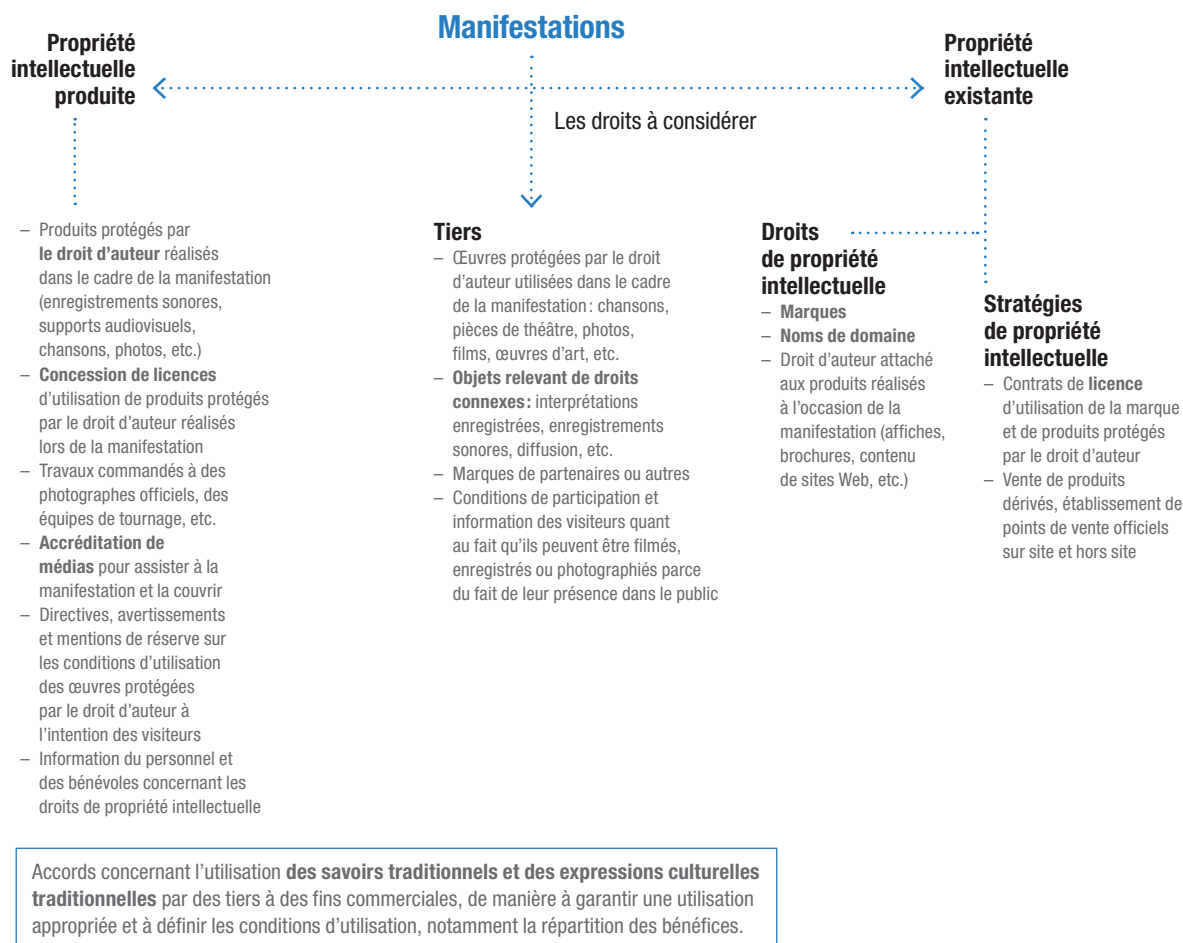 Manifestations
Propriété
intellectuelle
produite
Propriété
intellectuelle
existante
Les droits à considérer
– Produits protégés par
le droit d’auteur réalisés
dans le cadre de la manifestation
(enregistrements sonores,
supports audiovisuels,
chansons, photos, etc.)
– Concession de licences
d’utilisation de produits protégés
par le droit d’auteur réalisés
lors de la manifestation
– Travaux commandés à des
photographes officiels, des
équipes de tournage, etc.
– Accréditation de
médias pour assister à la
manifestation et la couvrir
– Directives, avertissements
et mentions de réserve sur
les conditions d’utilisation
des œuvres protégées
par le droit d’auteur à
l’intention des visiteurs
– Information du personnel et
des bénévoles concernant les
droits de propriété intellectuelle
Tiers
– Œuvres protégées par le droit
d’auteur utilisées dans le cadre
de la manifestation : chansons,
pièces de théâtre, photos,
films, œuvres d’art, etc.
– Objets relevant de droits
connexes : interprétations
enregistrées, enregistrements
sonores, diffusion, etc.
– Marques de partenaires ou autres
– Conditions de participation et
information des visiteurs quant
au fait qu’ils peuvent être filmés,
enregistrés ou photographiés parce
du fait de leur présence dans le public
Droits
de propriété
intellectuelle
– Marques
– Noms de domaine
– Droit d’auteur attaché
aux produits réalisés
à l’occasion de la
manifestation (affiches,
brochures, contenu
de sites Web, etc.)
Stratégies
de propriété
intellectuelle
– Contrats de licence
d’utilisation de la marque
et de produits protégés
par le droit d’auteur
– Vente de produits
dérivés, établissement de
points de vente officiels
sur site et hors site
Accords concernant l’utilisation des savoirs traditionnels et des expressions culturelles
traditionnelles par des tiers à des fins commerciales, de manière à garantir une utilisation
appropriée et à définir les conditions d’utilisation, notamment la répartition des bénéfices.